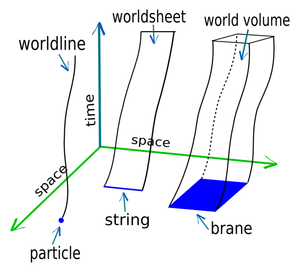 worldsheet
world volume
worldline
time
space
space
string
brane
particle